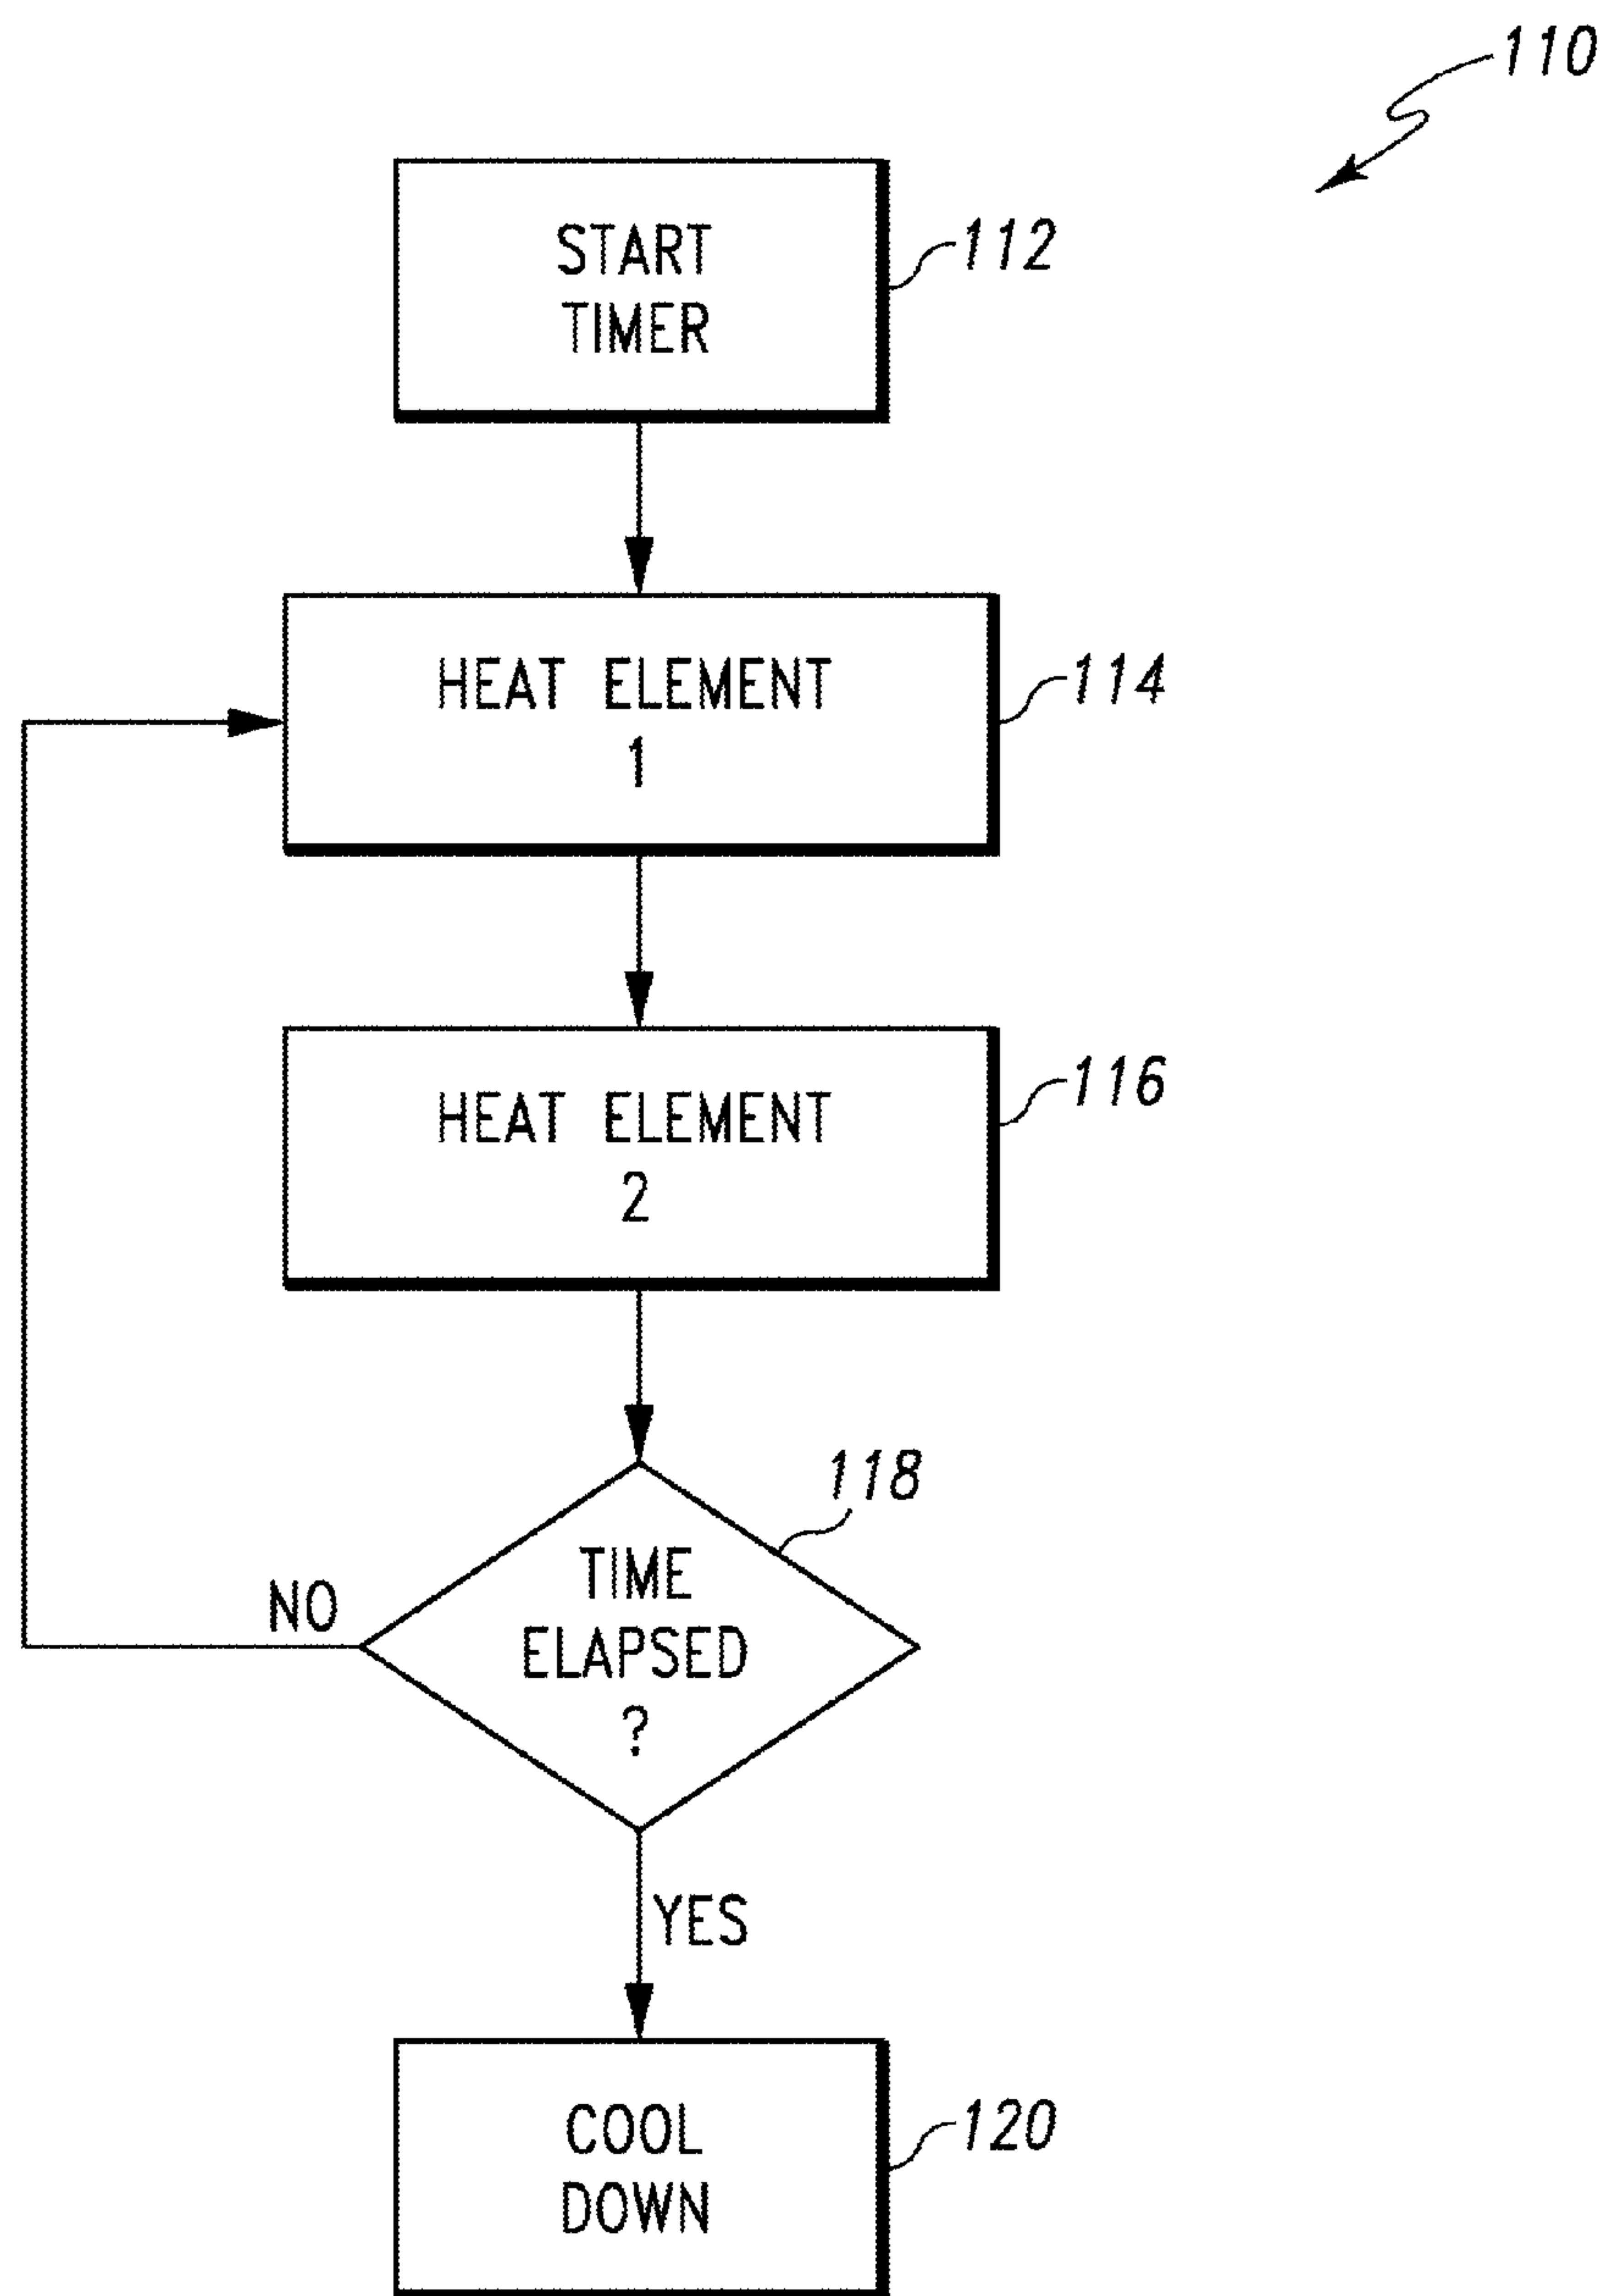 110
START
TIMER
112
HEAT ELEMENT
1
114
HEAT ELEMENT
2
116
118
TIME
ELAPSED
?
NO
YES
COOL
DOWN
120